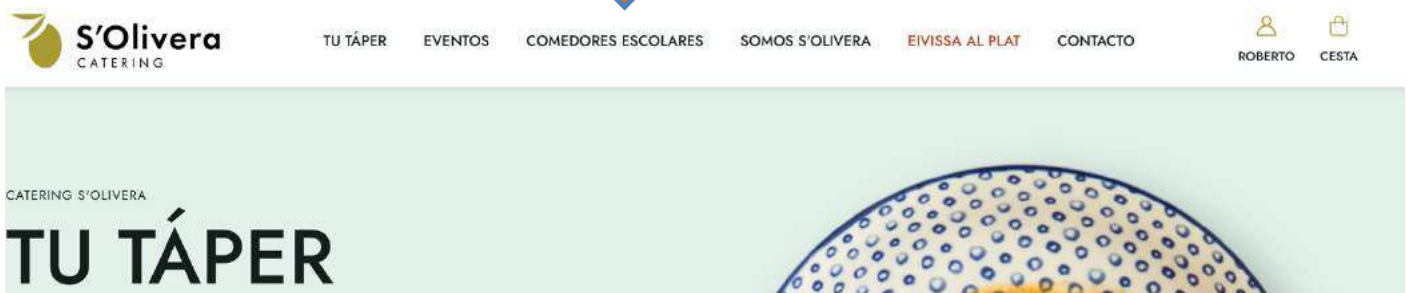 S'Olivera
CATERING
TU TÁPER EVENTOS COMEDORES ESCOLARES SOMOS S'OLIVERA EIVISSA AL PLAT CONTACTO
ROBERTO CESTA
CATERING S'OLIVERA
TU TÁPER